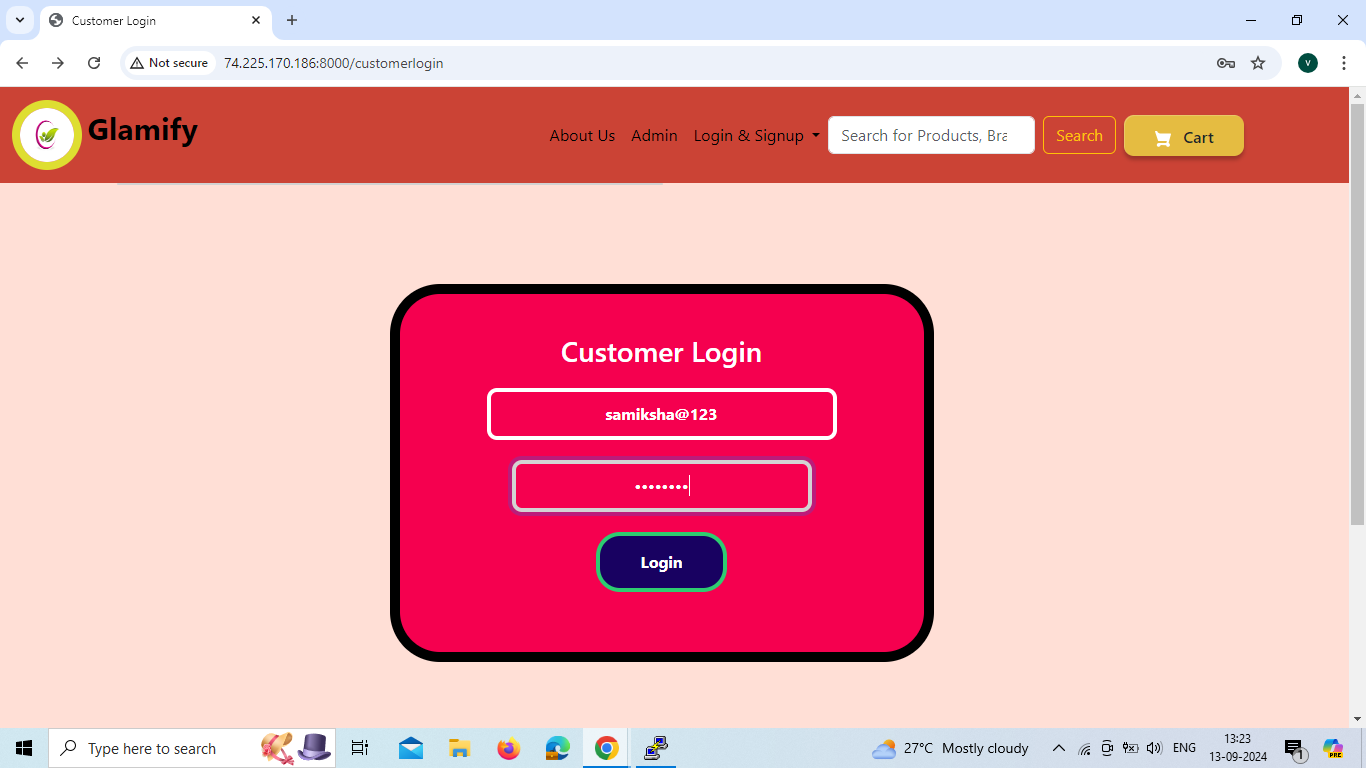 Customer Login
Not secure
74.225.170.186:8000/customerlogin
V
Glamify
About Us
Admin
Login & Signup
Search for Products, Bra
Search
Cart
Customer Login
samiksha@123
••••••••
Login
Type here to search
27°C Mostly cloudy
ENG
13:23
13-09-2024
1
PRE